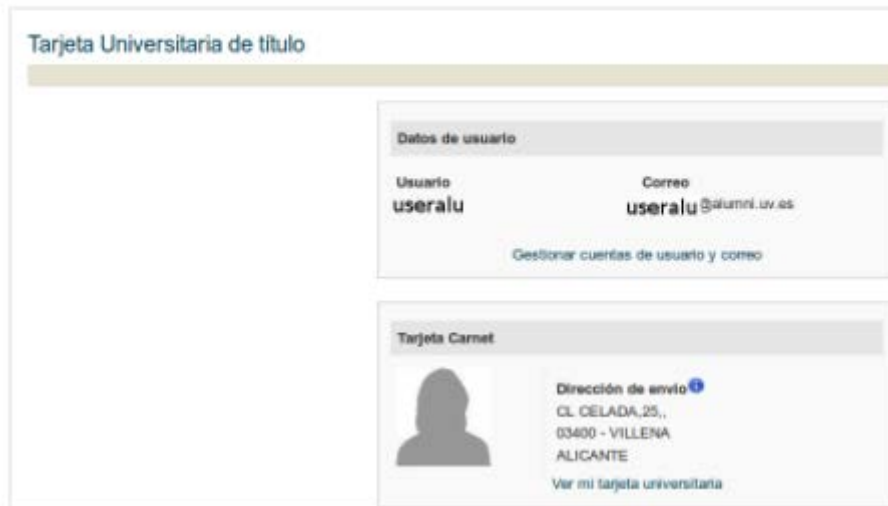 Tarjeta Universitaria de título
Datos de usuario
Usuario Correo
useralu useralu@alumni.uv.es
Gestionar cuentas de usuario y correo
Tarjeta Carnet
Dirección de envío
CL CELADA,25,,
03400 - VILLENA
ALICANTE
Ver mi tarjeta universitaria